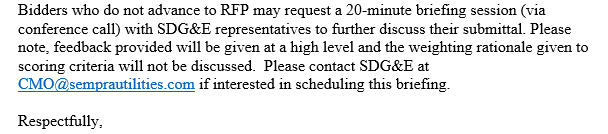 Bidders who do not advance to RFP may request a 20-minute briefing session (via
conference call) with SDG&E representatives to further discuss their submittal. Please
note, feedback provided will be given at a high level and the weighting rationale given to
scoring criteria will not be discussed.  Please contact SDG&E at
CMO@semprautilities.com if interested in scheduling this briefing.
Respectfully,